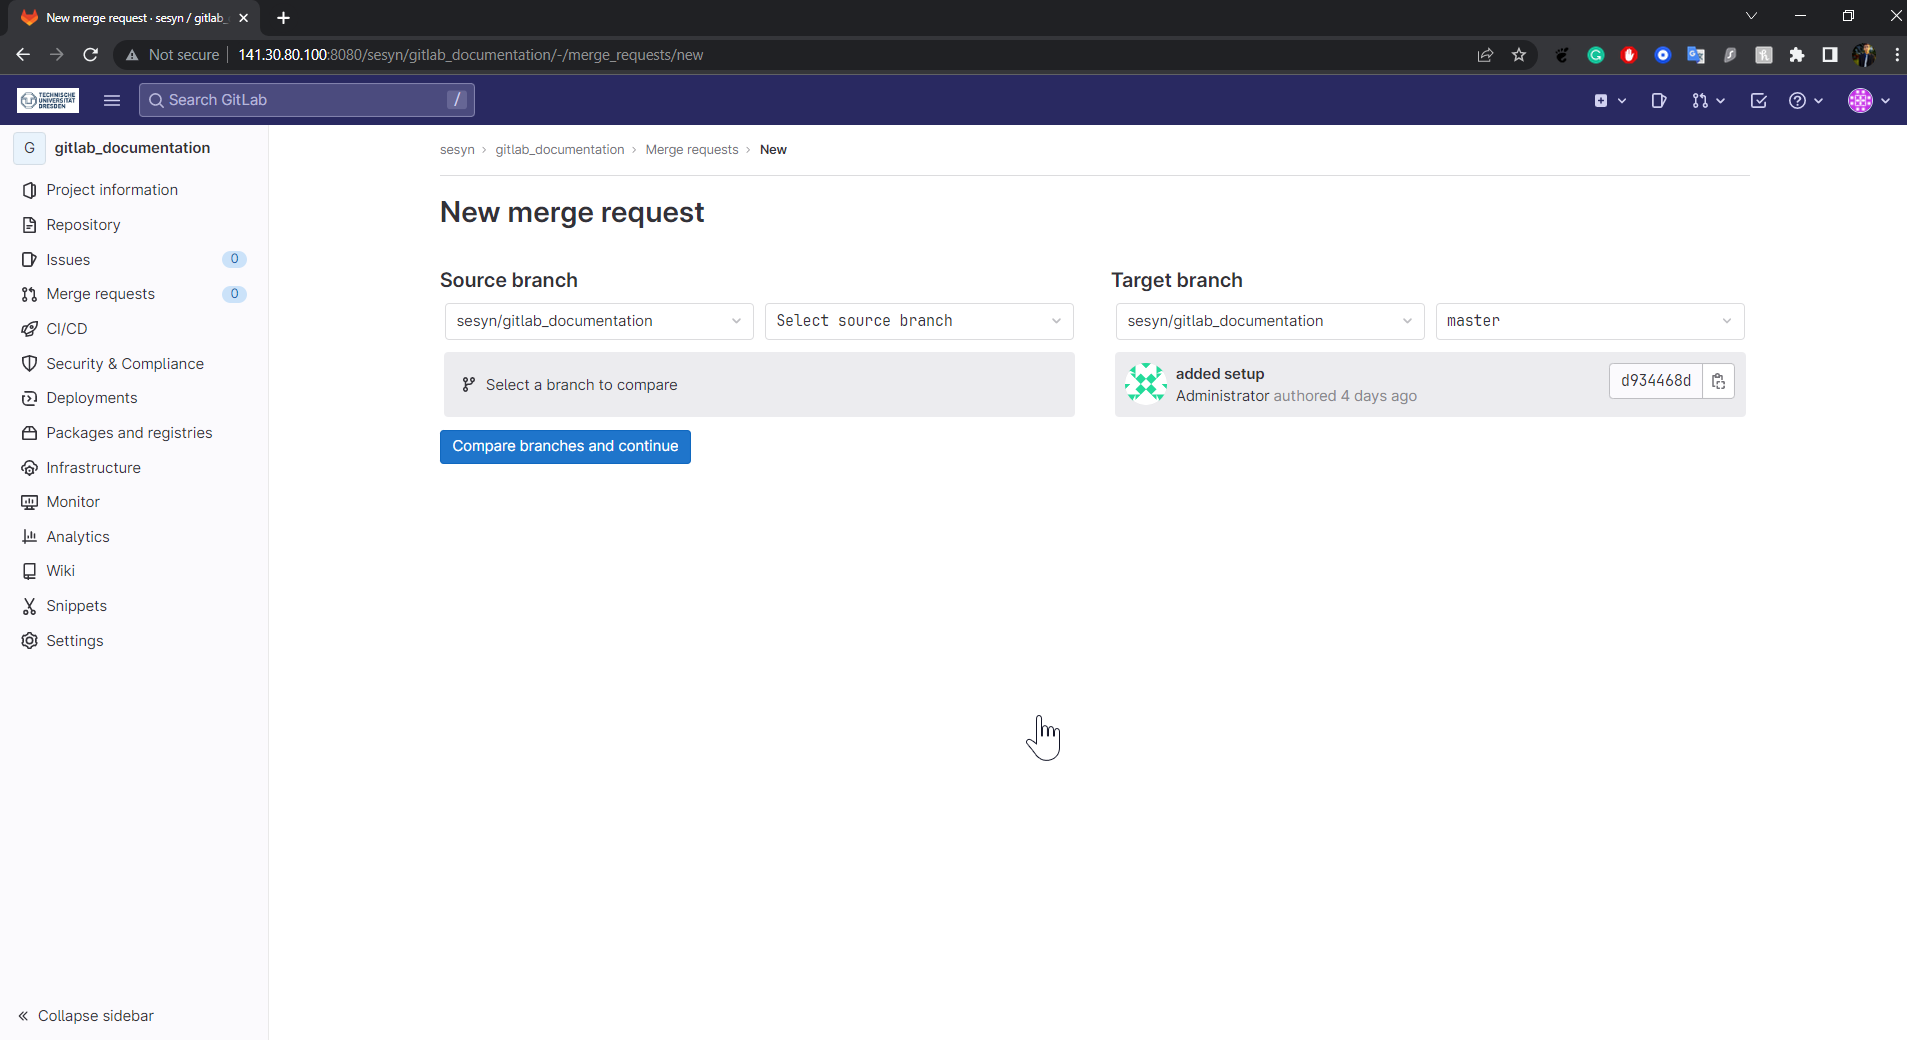 New merge request · sesyn / gitlab_
Not secure 141.30.80.100:8080/sesyn/gitlab_documentation/-/merge_requests/new
TECHNISCHE
UNIVERSITÄT
DRESDEN
Search GitLab /
G gitlab_documentation
Project information
Repository
Issues 0
Merge requests 0
CI/CD
Security & Compliance
Deployments
Packages and registries
Infrastructure
Monitor
Analytics
Wiki
Snippets
Settings
Collapse sidebar
sesyn › gitlab_documentation › Merge requests › New
New merge request
Source branch
sesyn/gitlab_documentation Select source branch
Select a branch to compare
Compare branches and continue
Target branch
sesyn/gitlab_documentation master
added setup
Administrator authored 4 days ago
d934468d